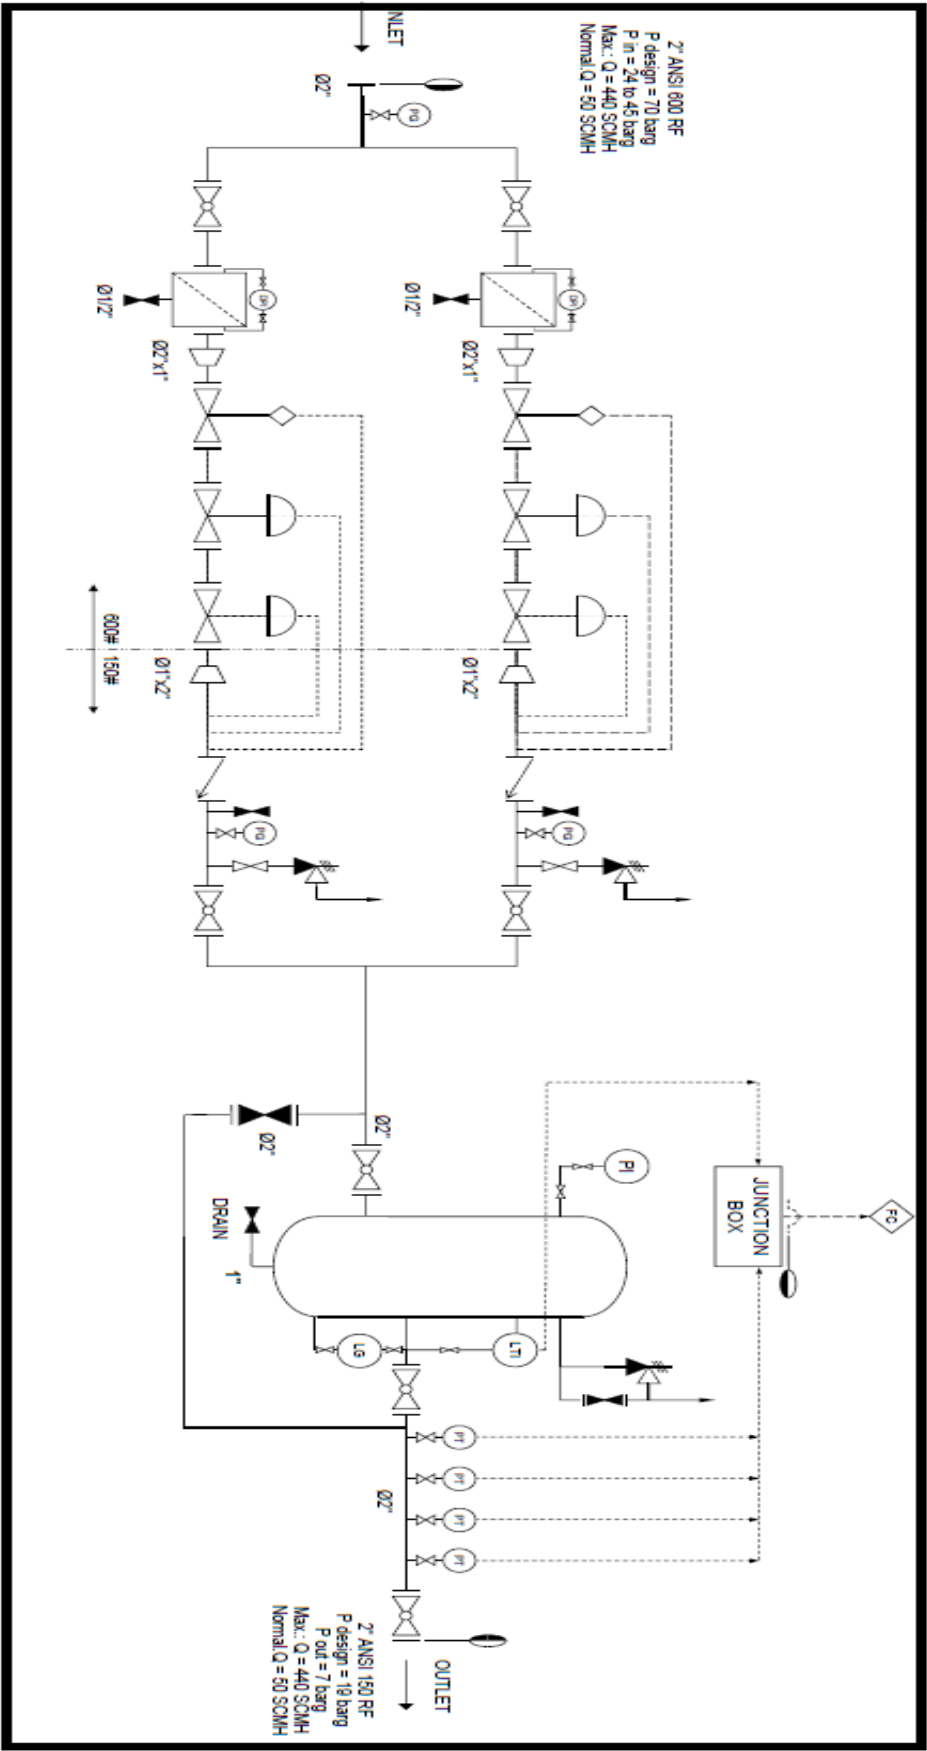 INLET
2" ANSI 600 RF
P design = 70 barg
P in = 24 to 45 barg
Max.: Q = 440 SCMH
Normal.Q = 50 SCMH
Ø2"
PG
DPI
DPI
Ø1/2"
Ø1/2"
Ø2"x1"
Ø2"x1"
600# 150#
Ø1"x2"
Ø1"x2"
PG
PG
Ø2"
Ø2"
PI
JUNCTION
BOX
FC
DRAIN
1"
LG
LTI
PT
PT
PT
PT
Ø2"
OUTLET
2" ANSI 150 RF
P design = 19 barg
P out = 7 barg
Max.: Q = 440 SCMH
Normal.Q = 50 SCMH